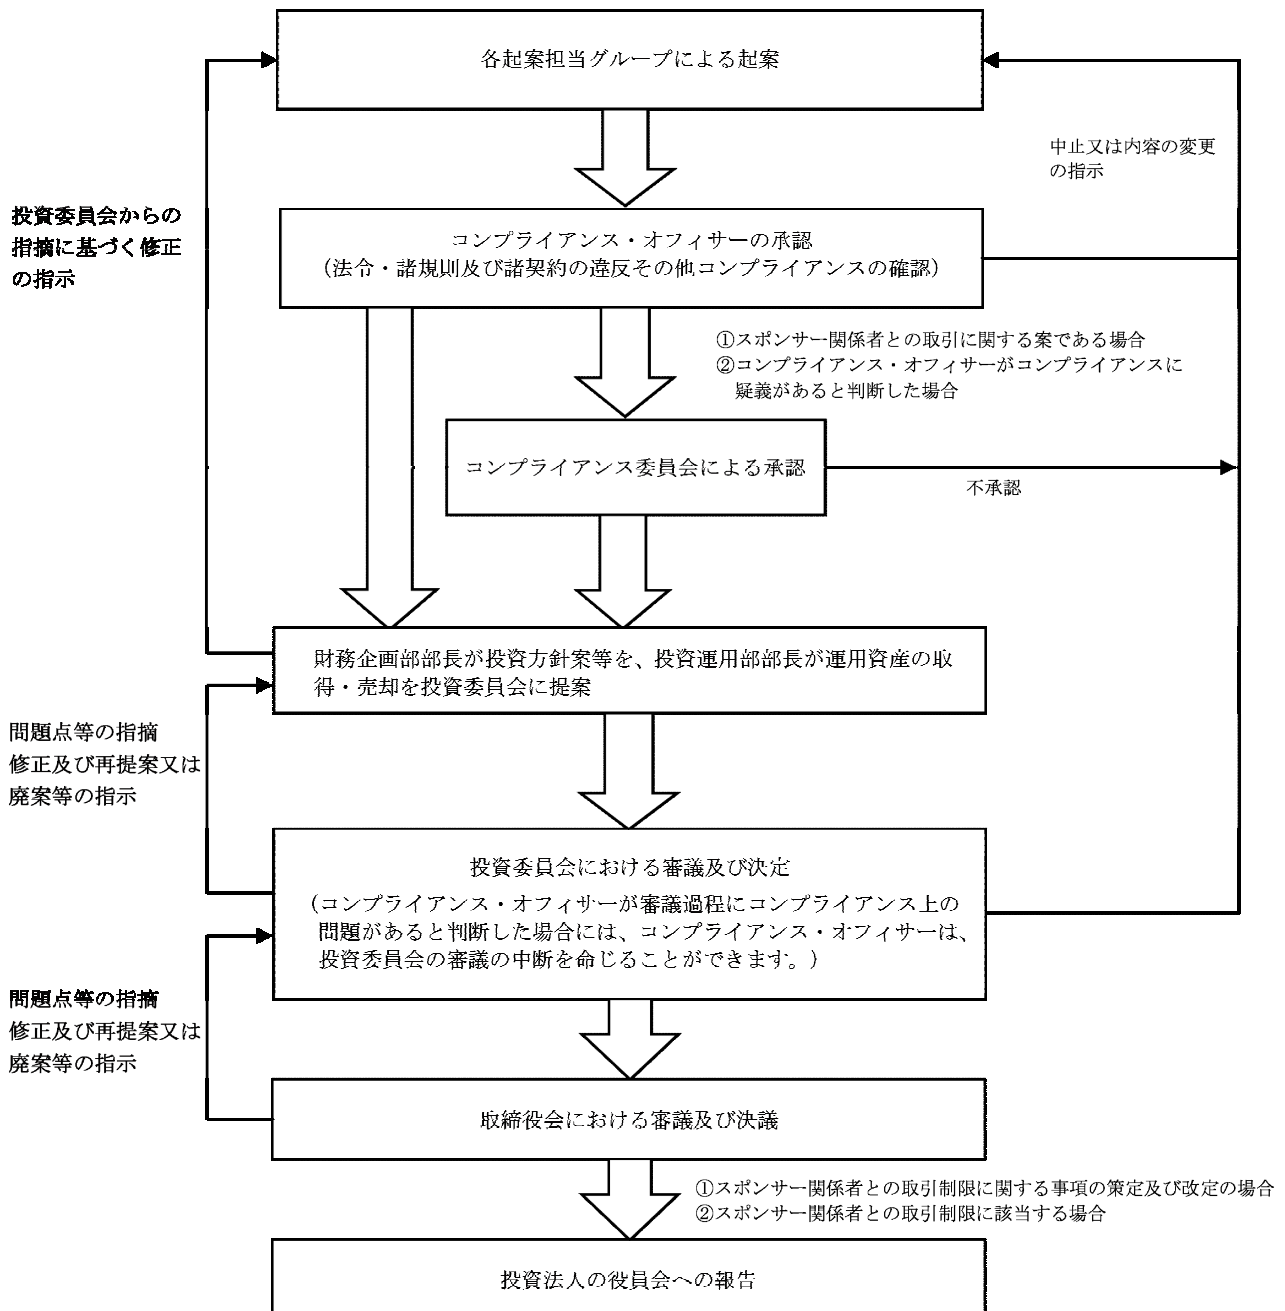 各起案担当グループによる起案
中止又は内容の変更
の指示
投資委員会からの
指摘に基づく修正
の指示
コンプライアンス・オフィサーの承認
（法令・諸規則及び諸契約の違反その他コンプライアンスの確認）
①スポンサー関係者との取引に関する案である場合
②コンプライアンス・オフィサーがコンプライアンスに
疑義があると判断した場合
コンプライアンス委員会による承認
不承認
財務企画部部長が投資方針案等を、投資運用部部長が運用資産の取
得・売却を投資委員会に提案
問題点等の指摘
修正及び再提案又は
廃案等の指示
投資委員会における審議及び決定
（コンプライアンス・オフィサーが審議過程にコンプライアンス上の
問題があると判断した場合には、コンプライアンス・オフィサーは、
投資委員会の審議の中断を命じることができます。）
問題点等の指摘
修正及び再提案又は
廃案等の指示
取締役会における審議及び決議
①スポンサー関係者との取引制限に関する事項の策定及び改定の場合
②スポンサー関係者との取引制限に該当する場合
投資法人の役員会への報告